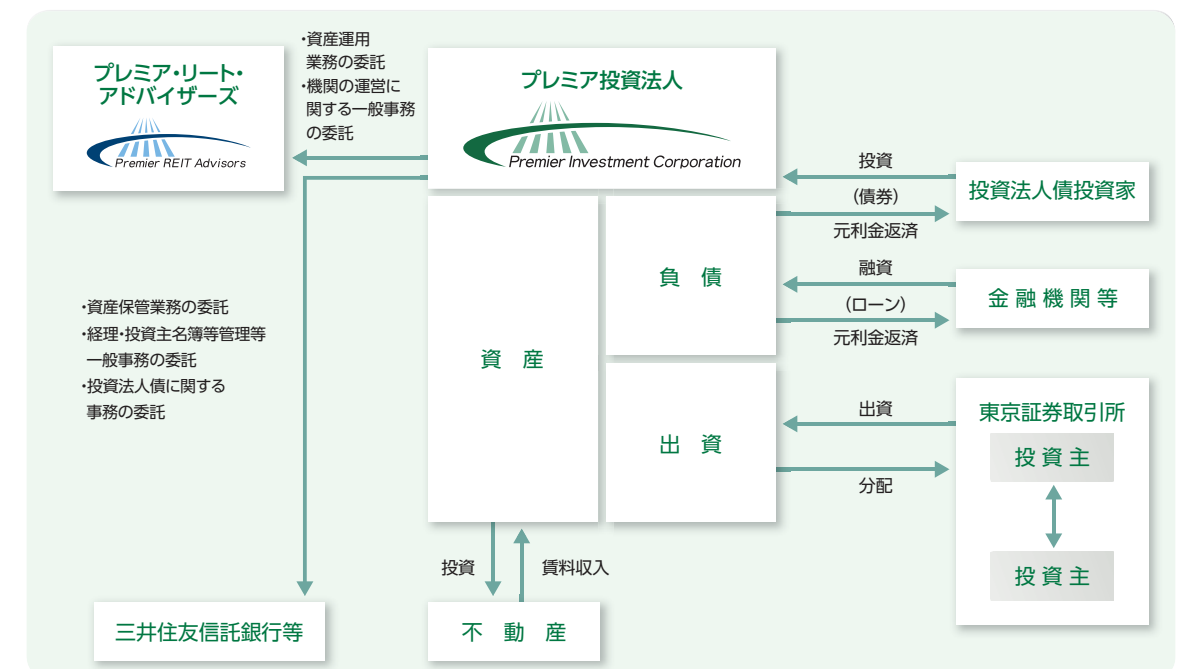 プレミア・リート・
アドバイザーズ
Premier REIT Advisors
・資産運用
業務の委託
・機関の運営に
関する一般事務
の委託
プレミア投資法人
Premier Investment Corporation
投資
(債券)
元利金返済
投資法人債投資家
負 債
融資
(ローン)
元利金返済
金融機関等
・資産保管業務の委託
・経理・投資主名簿等管理等
一般事務の委託
・投資法人債に関する
事務の委託
資 産
出 資
出資
分配
東京証券取引所
投資主
投資主
投資
賃料収入
三井住友信託銀行等
不 動 産